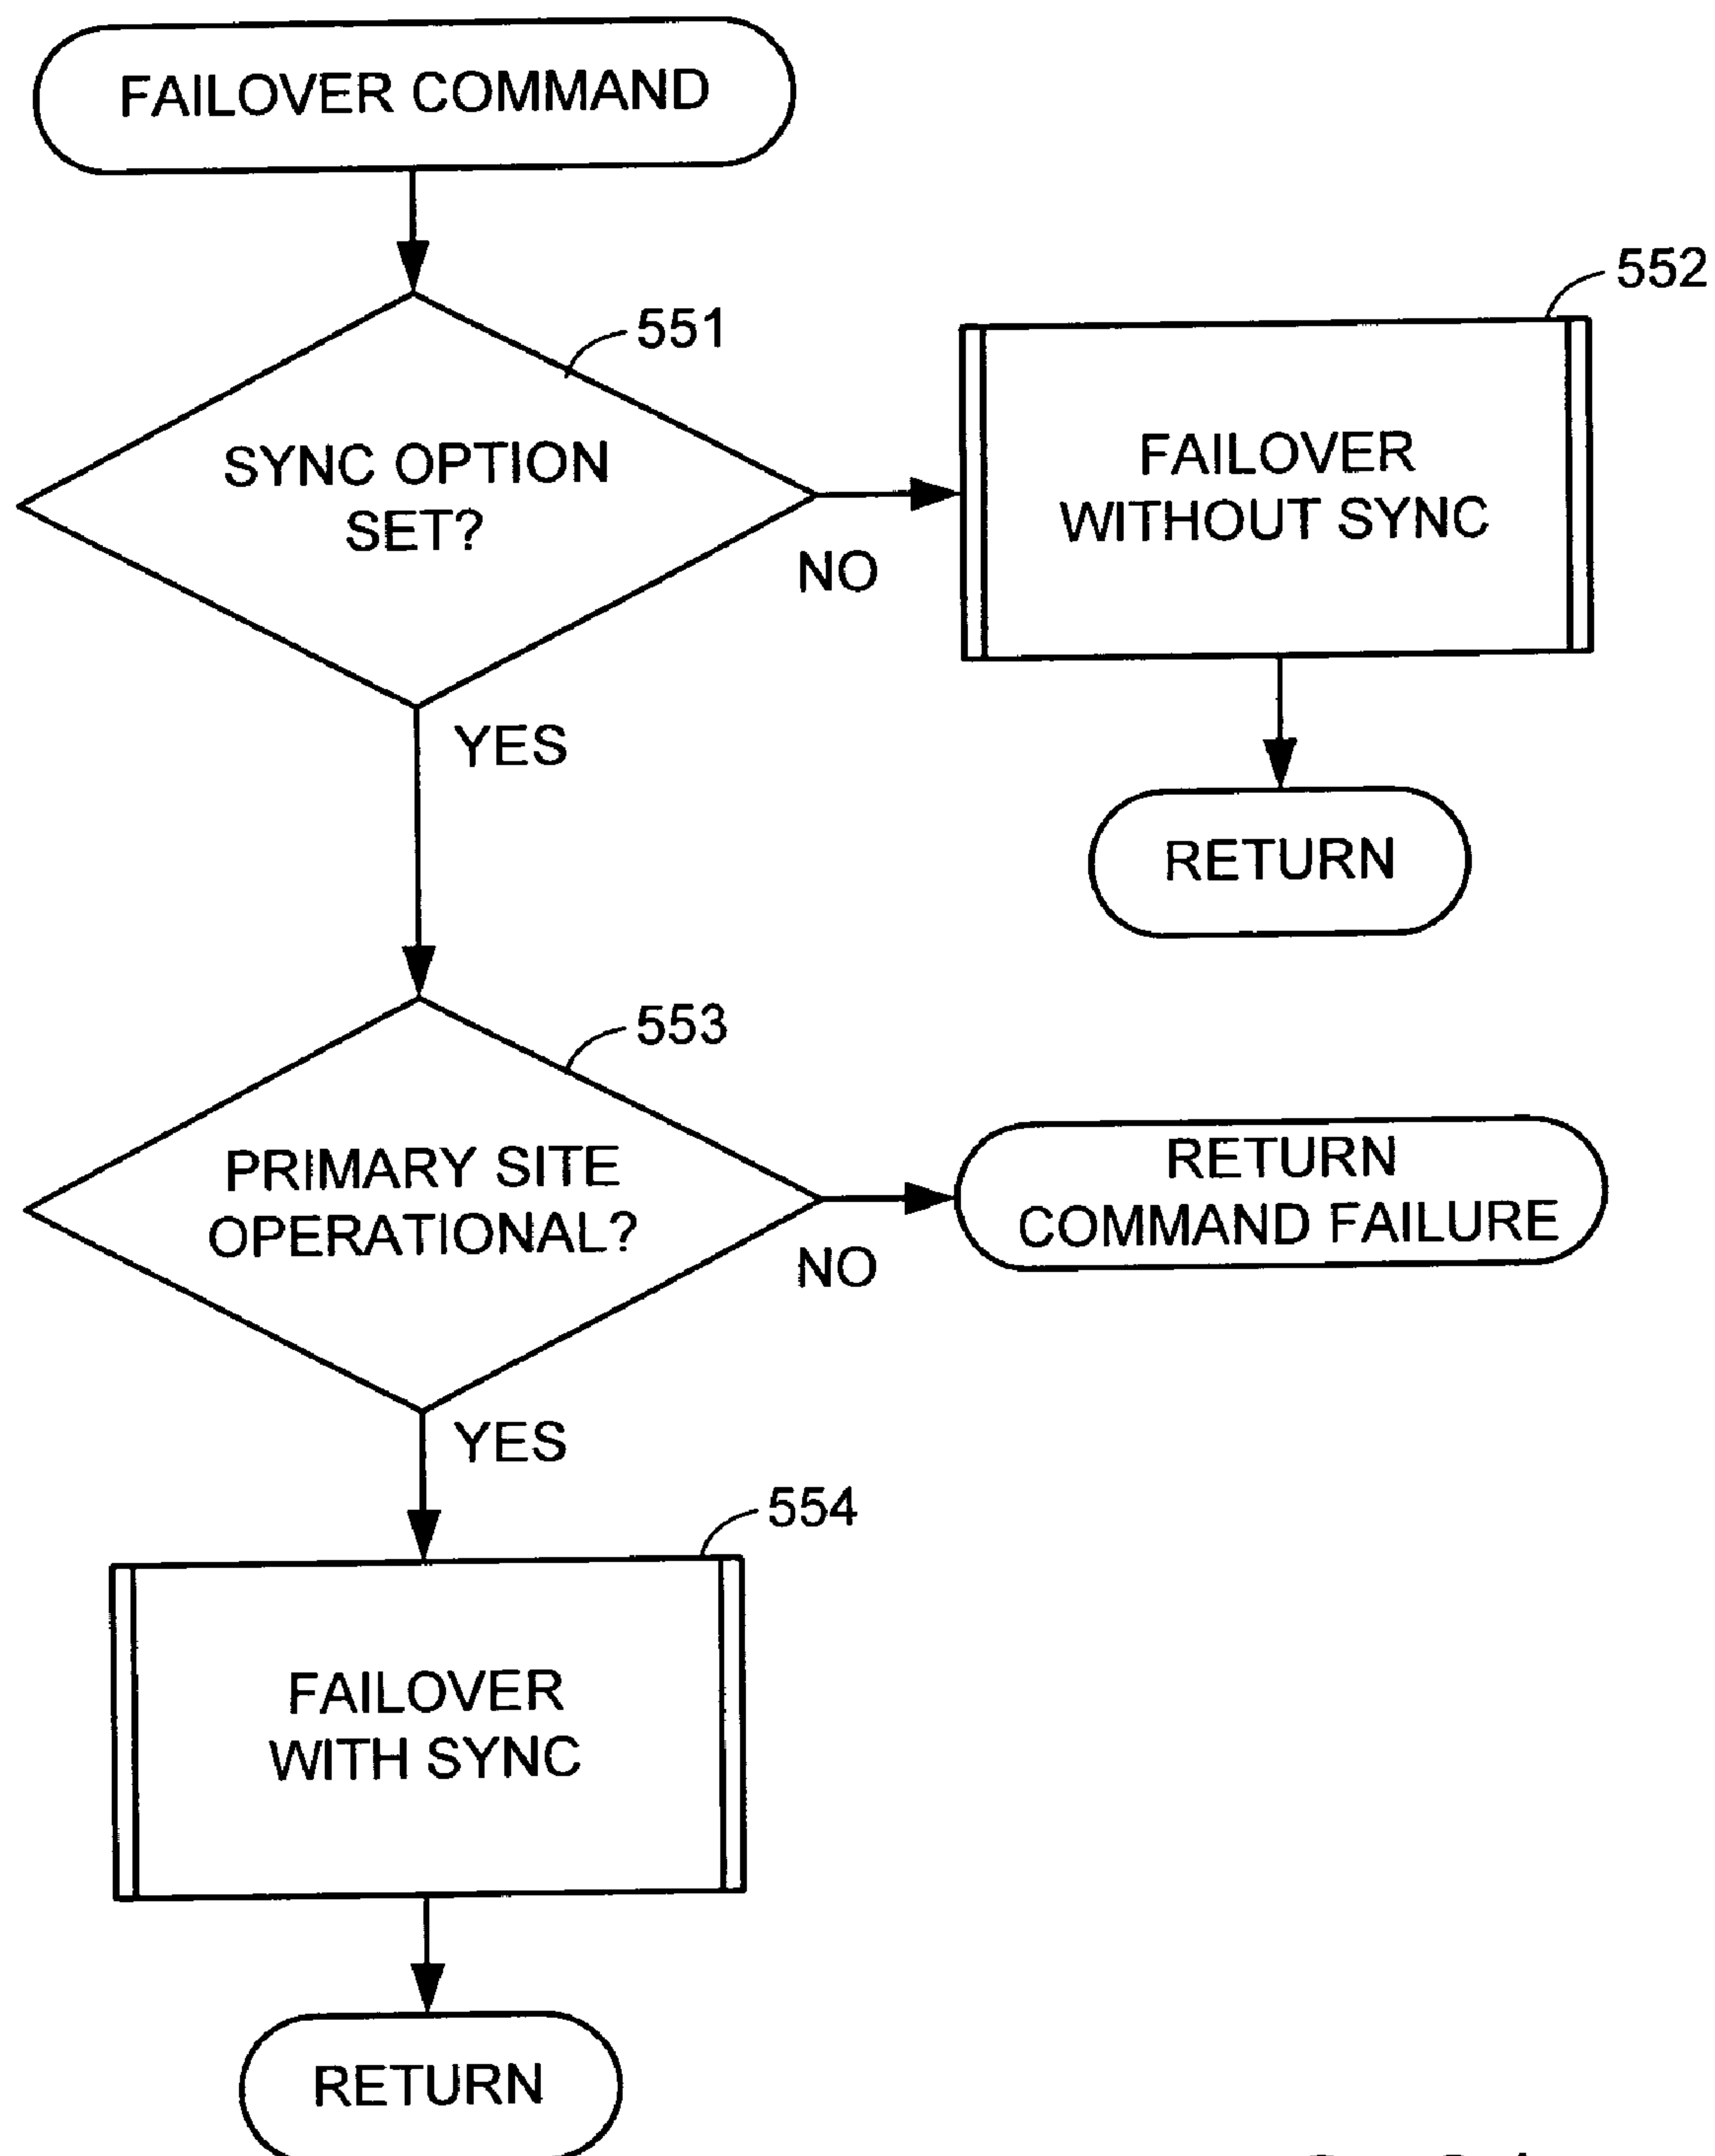 FAILOVER COMMAND
551
SYNC OPTION
SET?
NO
552
FAILOVER
WITHOUT SYNC
RETURN
YES
553
PRIMARY SITE
OPERATIONAL?
NO
RETURN
COMMAND FAILURE
YES
554
FAILOVER
WITH SYNC
RETURN